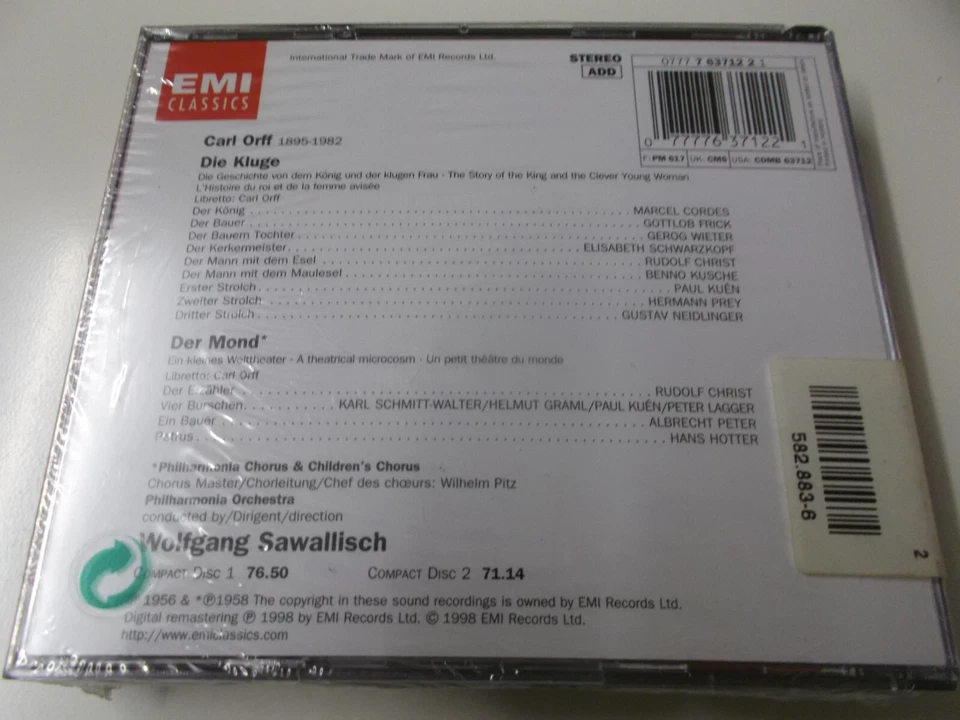 International Trade Mark of EMI Records Ltd.
EMI
CLASSICS
STEREO
ADD
0777 7 63712 2 1
0 77776 37122 1
F: PM 617 UK: CMS USA: CDMB 63712
Carl Orff 1895-1982
Die Kluge
Die Geschichte von dem König und der klugen Frau · The Story of the King and the Clever Young Woman
L'Histoire du roi et de la femme avisée
Libretto: Carl Orff
Der König MARCEL CORDES
Der Bauer GOTTLOB FRICK
Der Bauern Tochter GEROG WIETER
Der Kerkermeister ELISABETH SCHWARZKOPF
Der Mann mit dem Esel RUDOLF CHRIST
Der Mann mit dem Maulesel BENNO KUSCHE
Erster Strolch PAUL KUËN
Zweiter Strolch HERMANN PREY
Dritter Strolch GUSTAV NEIDLINGER
Der Mond*
Ein kleines Welttheater · A theatrical microcosm · Un petit théâtre du monde
Libretto: Carl Orff
Der Erzähler RUDOLF CHRIST
Vier Burschen KARL SCHMITT-WALTER/HELMUT GRAML/PAUL KUËN/PETER LAGGER
Ein Bauer ALBRECHT PETER
Petrus HANS HOTTER
*Philharmonia Chorus & Children's Chorus
Chorus Master/Chorleitung/Chef des chœurs: Wilhelm Pitz
Philharmonia Orchestra
conducted by/Dirigent/direction
Wolfgang Sawallisch
COMPACT DISC 1 76.50 COMPACT DISC 2 71.14
1956 & *℗1958 The copyright in these sound recordings is owned by EMI Records Ltd.
Digital remastering ℗ 1998 by EMI Records Ltd. © 1998 EMI Records Ltd.
http://www.emiclassics.com
582.883-6
2